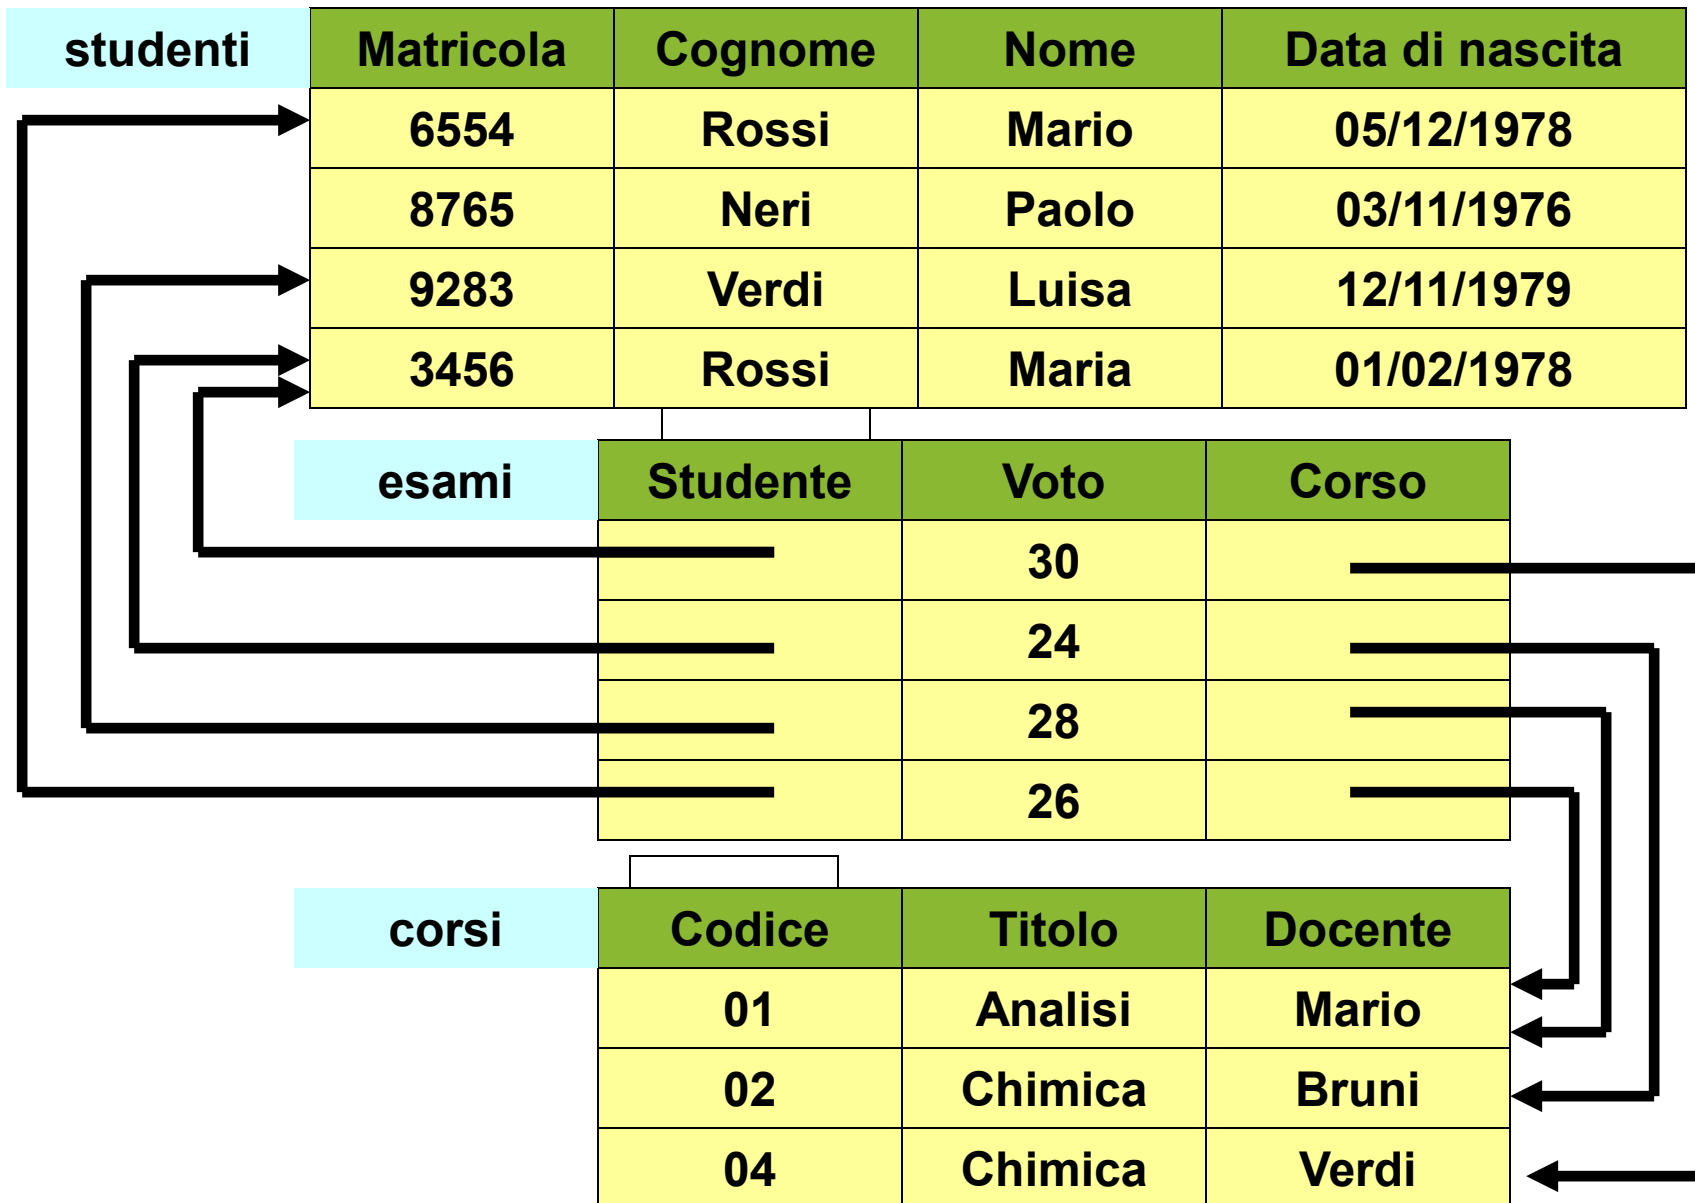 studenti Matricola Cognome Nome Data di nascita
6554 Rossi Mario 05/12/1978
8765 Neri Paolo 03/11/1976
9283 Verdi Luisa 12/11/1979
3456 Rossi Maria 01/02/1978
esami Studente Voto Corso
30
24
28
26
corsi Codice Titolo Docente
01 Analisi Mario
02 Chimica Bruni
04 Chimica Verdi